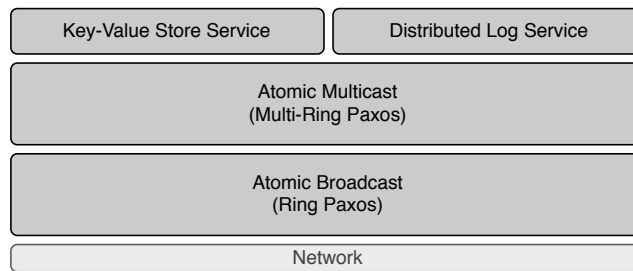 Key-Value Store Service
Distributed Log Service
Atomic Multicast
(Multi-Ring Paxos)
Atomic Broadcast
(Ring Paxos)
Network